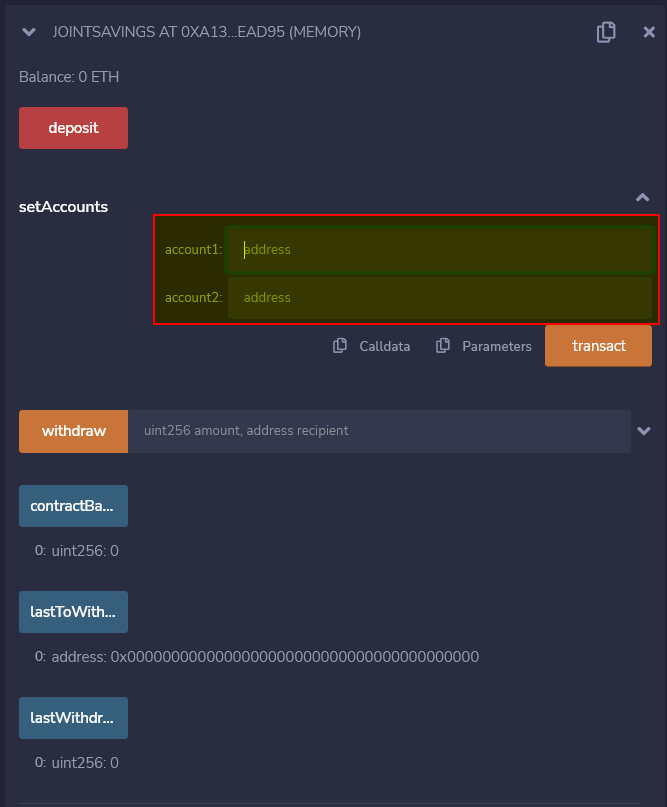 JOINTSAVINGS AT 0XA13...EAD95 (MEMORY)
Balance: 0 ETH
deposit
setAccounts
account1: address
account2: address
Calldata Parameters transact
withdraw uint256 amount, address recipient
contractBa...
0: uint256: 0
lastToWith...
0: address: 0x0000000000000000000000000000000000000000
lastWithdr...
0: uint256: 0